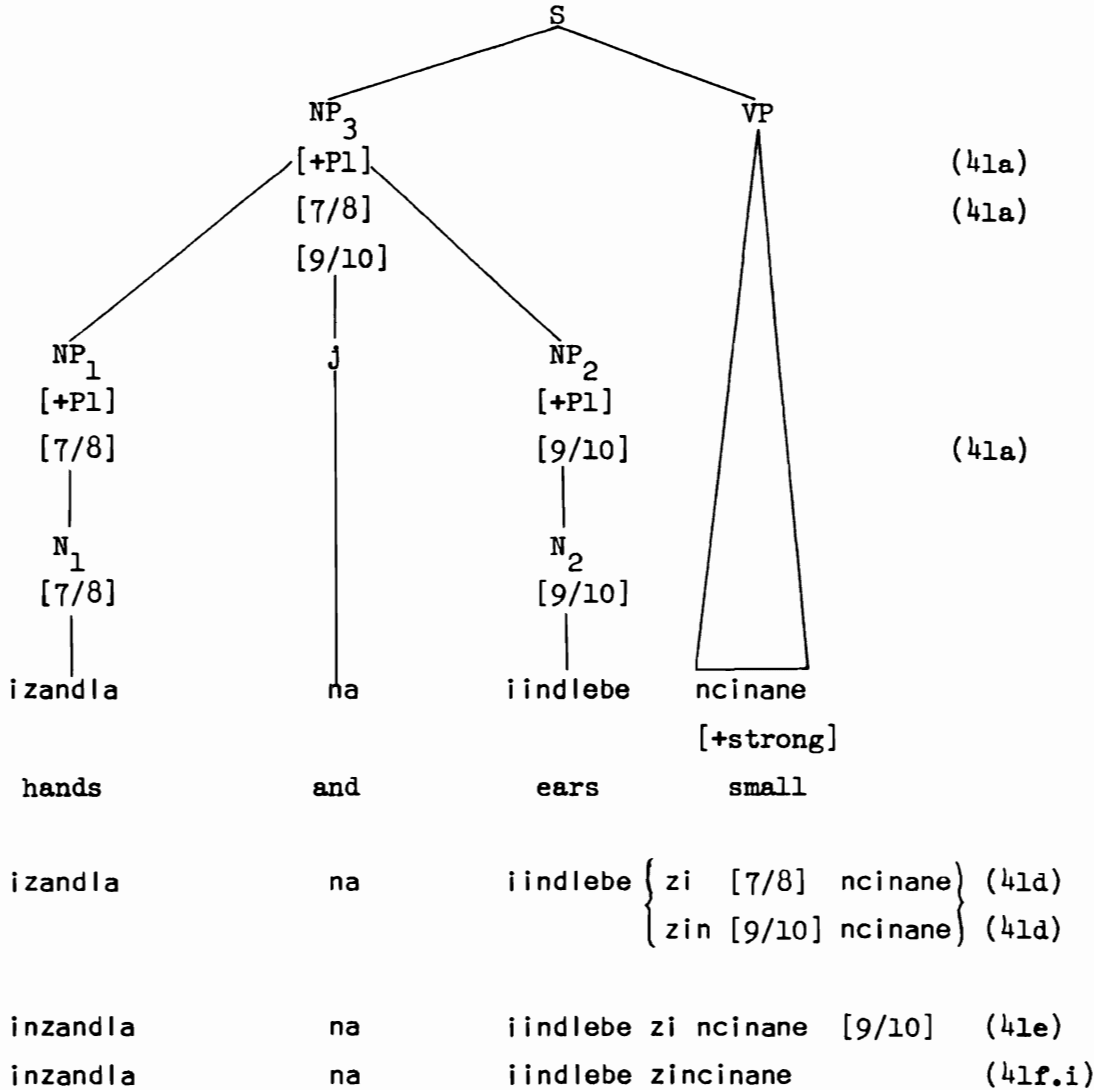 S
NP3 VP
[+Pl] (41a)
[7/8] (41a)
[9/10]
NP1 j NP2
[+Pl] [+Pl]
[7/8] [9/10] (41a)
N1 N2
[7/8] [9/10]
izandla na iindlebe ncinane
[+strong]
hands and ears small
izandla na iindlebe { zi [7/8] ncinane } (41d)
{ zin [9/10] ncinane } (41d)
inzandla na iindlebe zi ncinane [9/10] (41e)
inzandla na iindlebe zincinane (41f.i)